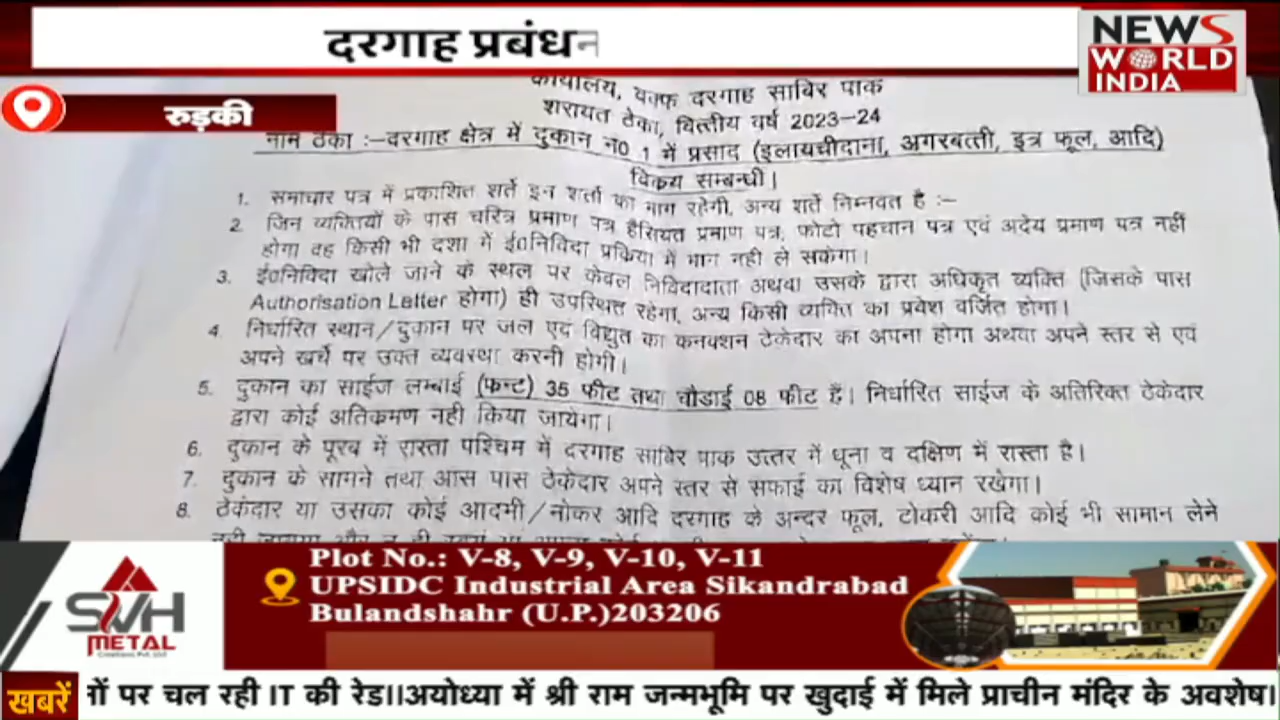 दरगाह प्रबंधन
NEWS
WORLD
INDIA
रुड़की
कार्यालय, वक्फ दरगाह साबिर पाक
शरायत ठेका, वित्तीय वर्ष 2023–24
नाम ठेका :–दरगाह क्षेत्र में दुकान न0 1 में प्रसाद (इलायचीदाना, अगरबत्ती, इत्र फूल, आदि)
विक्रय सम्बन्धी।
1. समाचार पत्र में प्रकाशित शर्ते इन शर्तो का भाग रहेगी, अन्य शर्ते निम्नवत है :–
2. जिन व्यक्तियों के पास चरित्र प्रमाण पत्र हैसियत प्रमाण पत्र, फोटो पहचान पत्र एवं अदेय प्रमाण पत्र नहीं
होगा वह किसी भी दशा में ई0निविदा प्रक्रिया में भाग नही ले सकेगा।
3. ई0निविदा खोले जाने के स्थल पर केवल निविदादाता अथवा उसके द्वारा अधिकृत व्यक्ति (जिसके पास
Authorisation Letter होगा) ही उपस्थित रहेगा, अन्य किसी व्यक्ति का प्रवेश वर्जित होगा।
4. निर्धारित स्थान/दुकान पर जल एवं विद्युत का कनक्शन ठेकेदार का अपना होगा अथवा अपने स्तर से एवं
अपने खर्चे पर उक्त व्यवस्था करनी होगी।
5. दुकान का साईज लम्बाई (फ्रन्ट) 35 फीट तथा चौडाई 08 फीट है। निर्धारित साईज के अतिरिक्त ठेकेदार
द्वारा कोई अतिक्रमण नही किया जायेगा।
6. दुकान के पूरब में रास्ता पश्चिम में दरगाह साबिर पाक उत्तर में धूना व दक्षिण में रास्ता है।
7. दुकान के सामने तथा आस पास ठेकेदार अपने स्तर से सफाई का विशेष ध्यान रखेगा।
8. ठेकेदार या उसका कोई आदमी/नोकर आदि दरगाह के अन्दर फूल, टोकरी आदि कोई भी सामान लेने
SVH
METAL
Creations Pvt. Ltd
Plot No.: V-8, V-9, V-10, V-11
UPSIDC Industrial Area Sikandrabad
Bulandshahr (U.P.)203206
खबरें
नों पर चल रही IT की रेड।।अयोध्या में श्री राम जन्मभूमि पर खुदाई में मिले प्राचीन मंदिर के अवशेष।